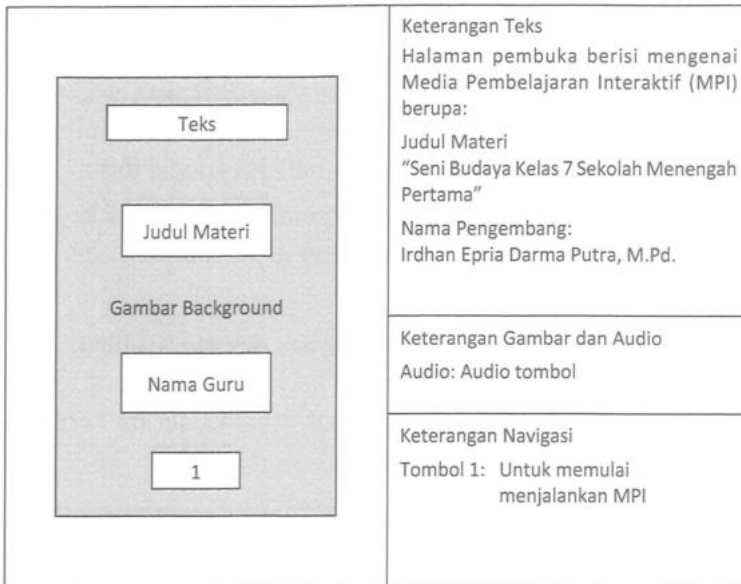 Teks
Judul Materi
Gambar Background
Nama Guru
1
Keterangan Teks
Halaman pembuka berisi mengenai
Media Pembelajaran Interaktif (MPI)
berupa:
Judul Materi
“Seni Budaya Kelas 7 Sekolah Menengah
Pertama”
Nama Pengembang:
Irdhan Epria Darma Putra, M.Pd.
Keterangan Gambar dan Audio
Audio: Audio tombol
Keterangan Navigasi
Tombol 1: Untuk memulai
menjalankan MPI